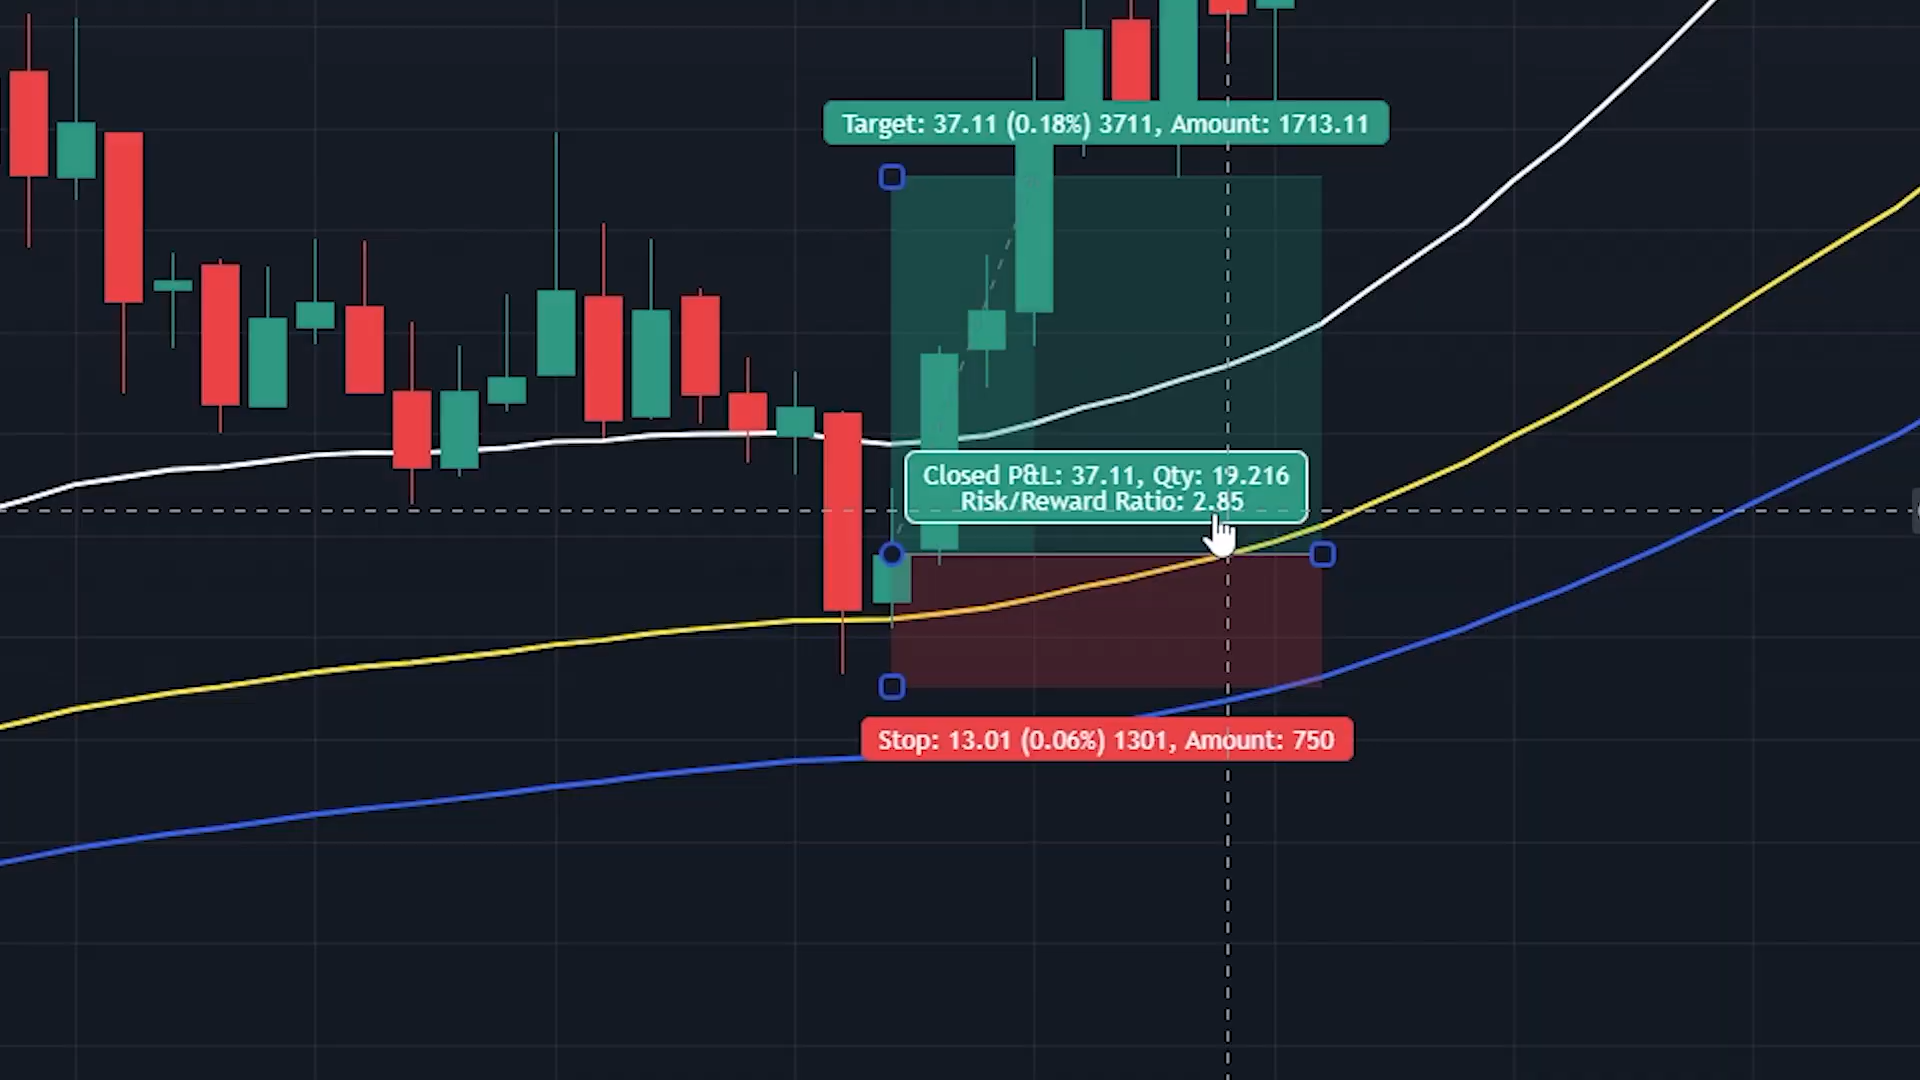 Target: 37.11 (0.18%) 3711, Amount: 1713.11
Closed P&L: 37.11, Qty: 19.216
Risk/Reward Ratio: 2.85
Stop: 13.01 (0.06%) 1301, Amount: 750